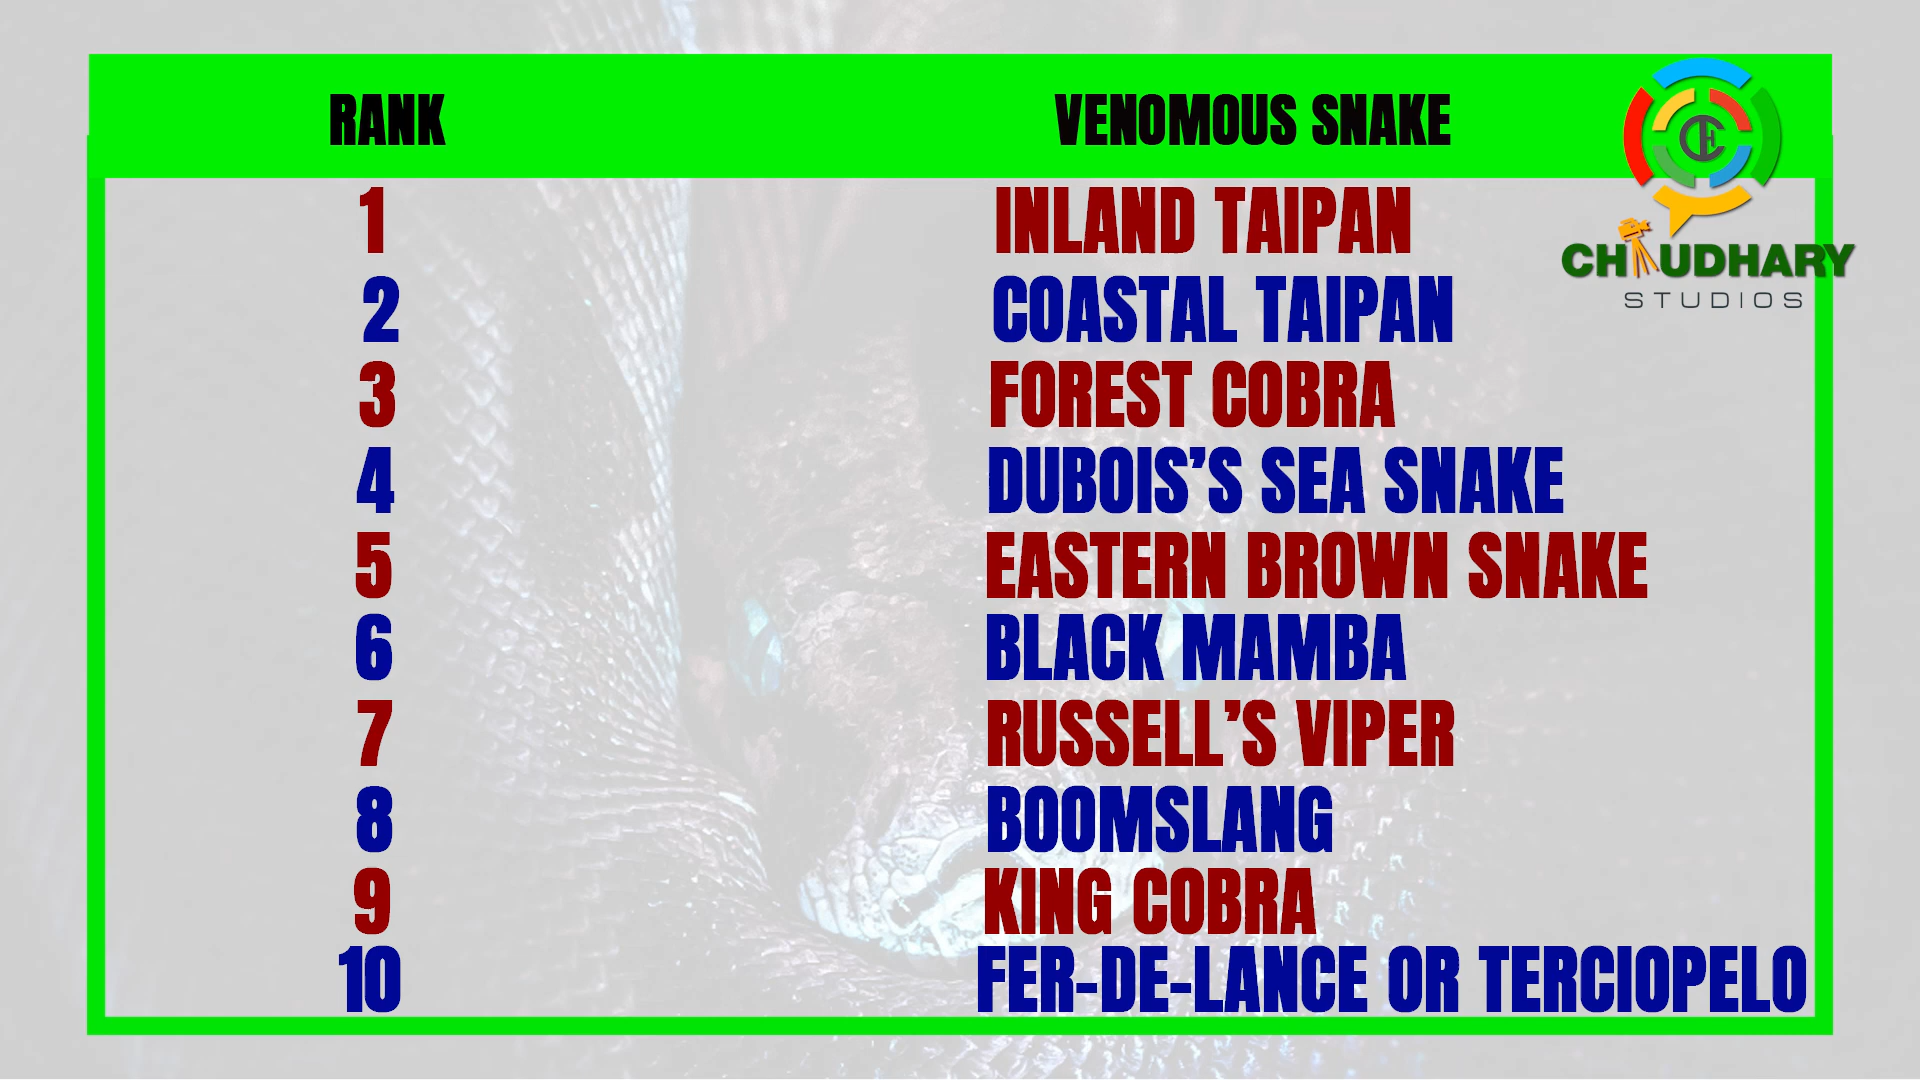 RANK VENOMOUS SNAKE
1 INLAND TAIPAN
2 COASTAL TAIPAN
3 FOREST COBRA
4 DUBOIS’S SEA SNAKE
5 EASTERN BROWN SNAKE
6 BLACK MAMBA
7 RUSSELL’S VIPER
8 BOOMSLANG
9 KING COBRA
10 FER-DE-LANCE OR TERCIOPELO
CHAUDHARY
STUDIOS